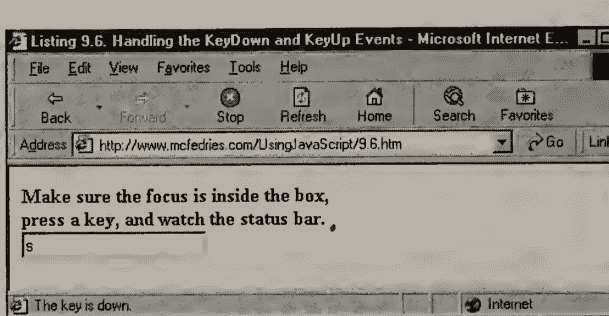 Listing 9.6. Handling the KeyDown and KeyUp Events - Microsoft Internet E...
File Edit View Favorites Tools Help
Back Forward Stop Refresh Home Search Favorites
Address http://www.mcfedries.com/UsingJavaScript/9.6.htm Go Link
Make sure the focus is inside the box,
press a key, and watch the status bar.
s
The key is down. Internet